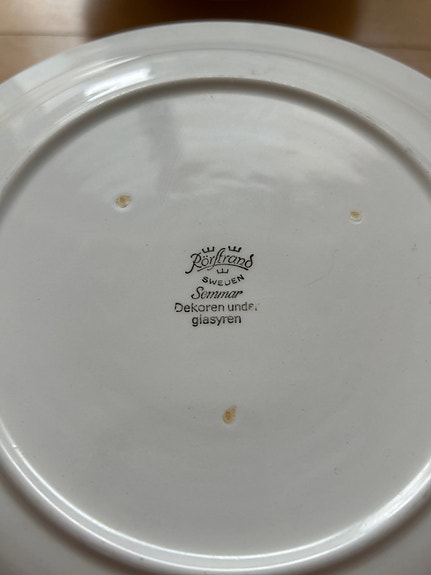 Rörstrand
SWEDEN
Sommar
Dekoren under
glasyren